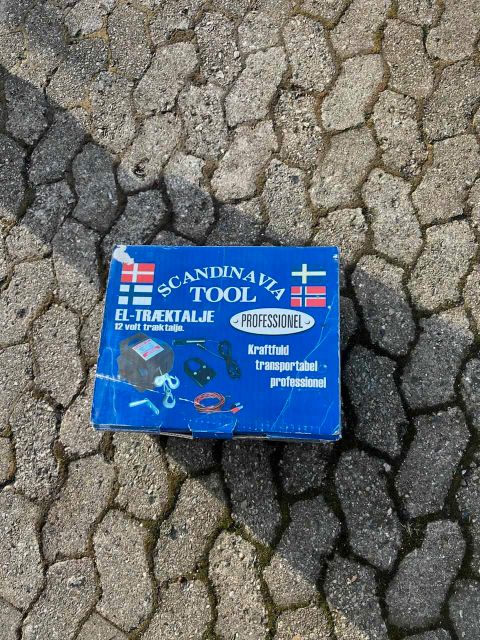 SCANDINAVIA
TOOL
EL-TRÆKTALJE
12 volt træktalje.
PROFESSIONEL
Kraftfuld
transportabel
professionel